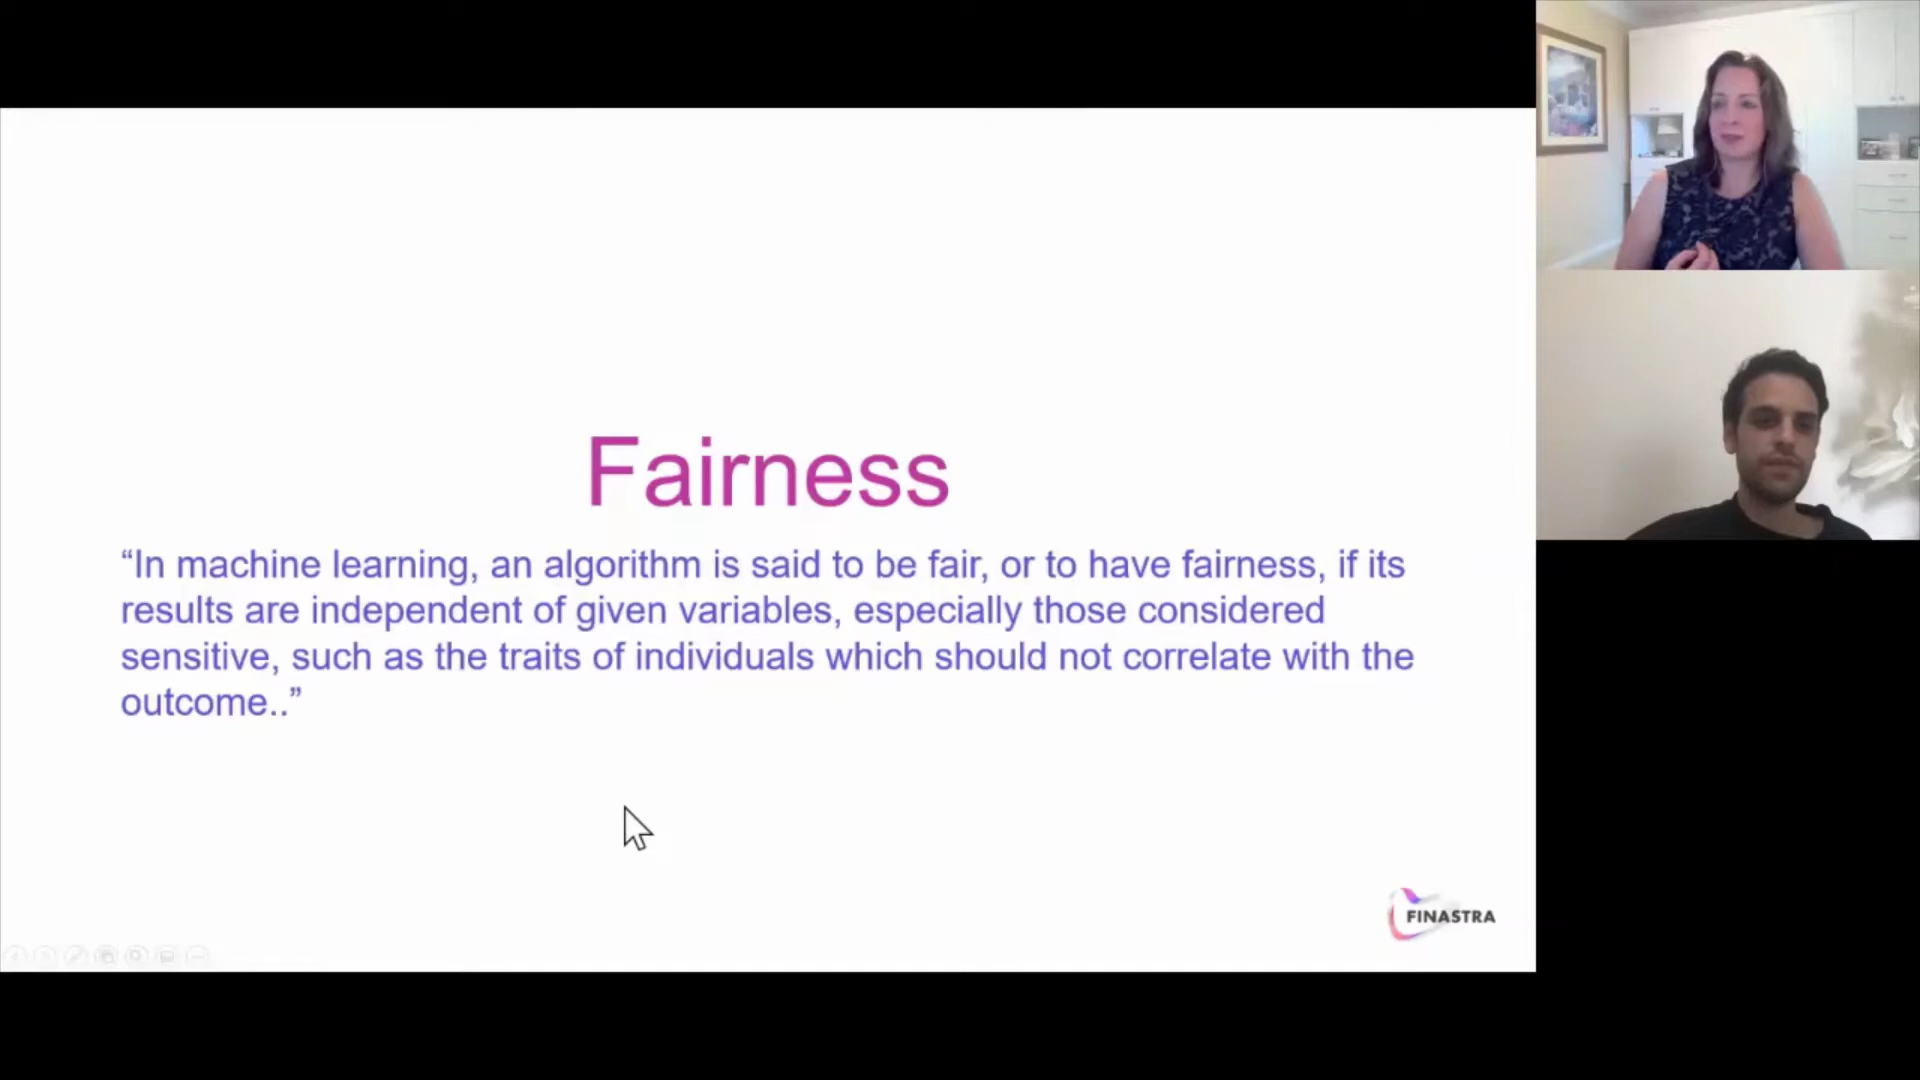 Fairness
“In machine learning, an algorithm is said to be fair, or to have fairness, if its
results are independent of given variables, especially those considered
sensitive, such as the traits of individuals which should not correlate with the
outcome..”
FINASTRA